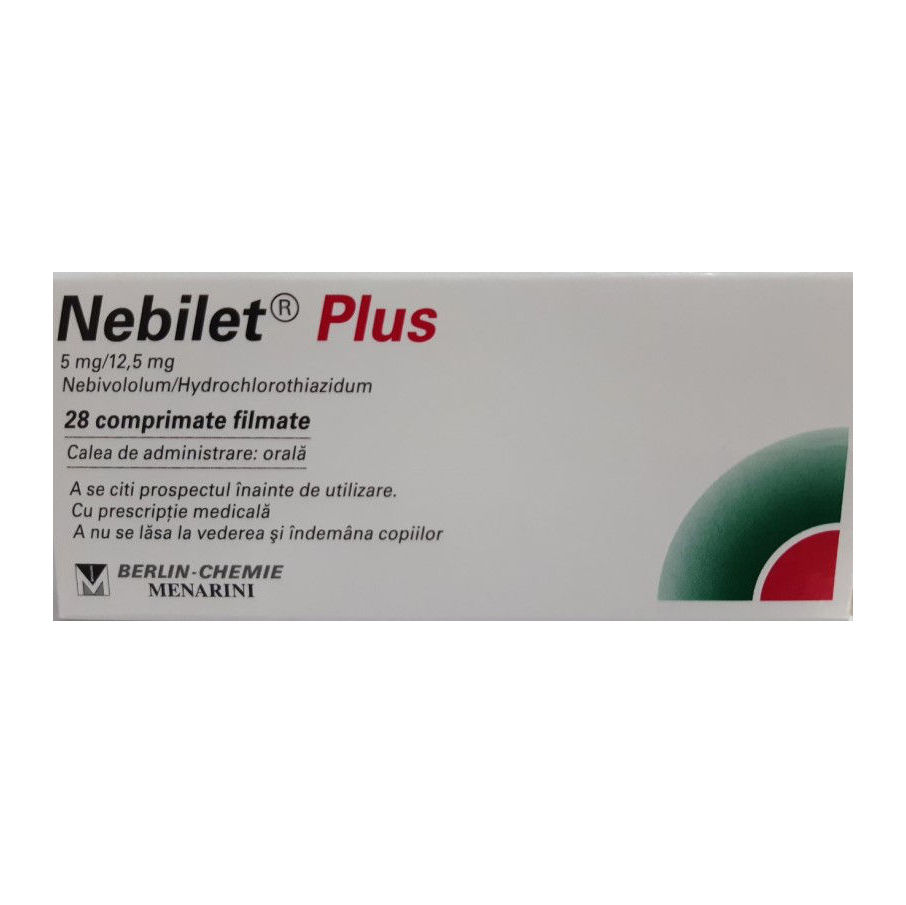 Nebilet® Plus
5 mg/12,5 mg
Nebivololum/Hydrochlorothiazidum
28 comprimate filmate
Calea de administrare: orală
A se citi prospectul înainte de utilizare.
Cu prescripție medicală
A nu se lăsa la vederea şi îndemâna copiilor
BERLIN-CHEMIE
MENARINI